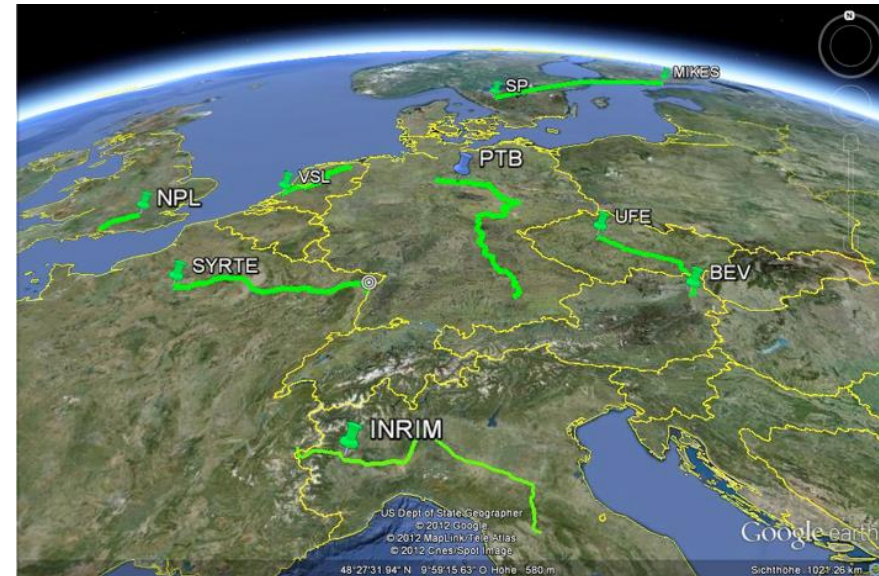 N
SP
MIKES
PTB
VSL
NPL
UFE
SYRTE
BEV
INRIM
US Dept of State Geographer
© 2012 Google
© 2012 MapLink/Tele Atlas
© 2012 Cnes/Spot Image
Google earth
48°27'31.94" N 9°59'15.63" O Höhe 580 m
Sichthöhe 1021.26 km